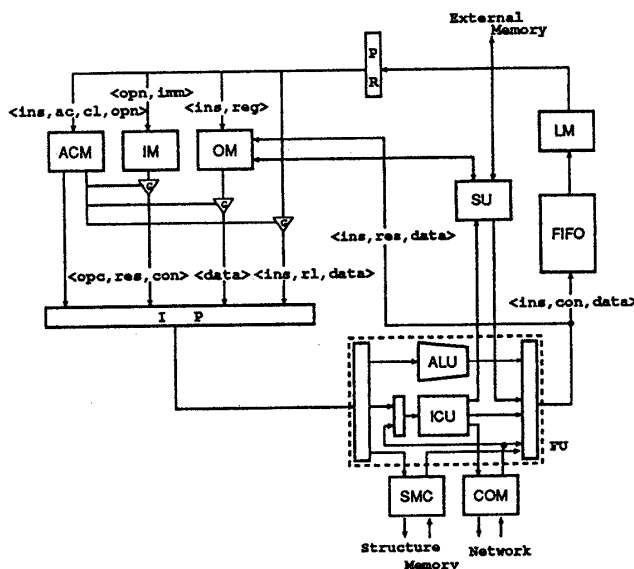 External
Memory
P
R
<opn,imm>
<ins,ac,cl,opn>
<ins,reg>
LM
ACM
IM
OM
SU
FIFO
C
C
C
<ins,res,data>
<opc,res,con>
<data>
<ins,rl,data>
<ins,con,data>
I P
ALU
ICU
FU
SMC
COM
Structure
Memory
Network